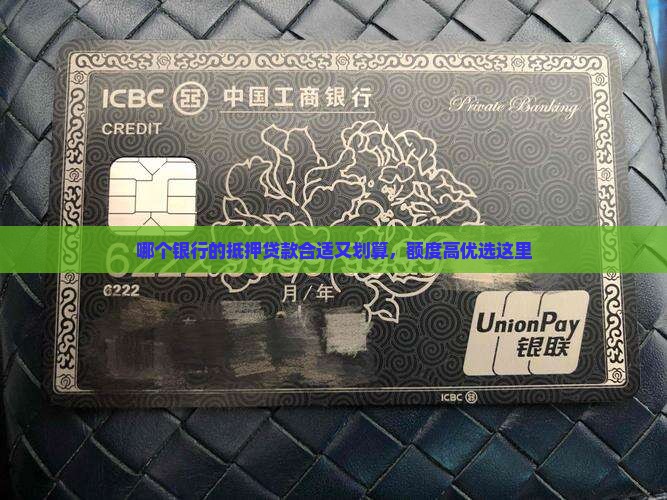 ICBC 中国工商银行
Private Banking
CREDIT
哪个银行的抵押贷款合适又划算，额度高优选这里
6222
月/年
UnionPay
银联
ICBC